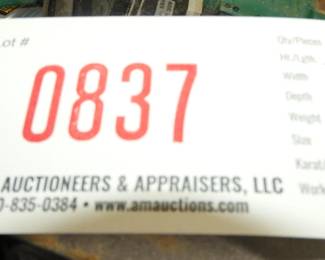 Lot #
Qty/Pieces
Ht./Lgth.
Width
Depth
Weight
Size
Karat
Work
0837
AUCTIONEERS & APPRAISERS, LLC
0-835-0384 • www.amauctions.com